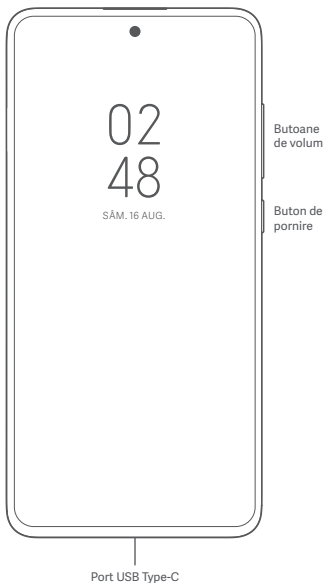 02
48
SÂM. 16 AUG.
Butoane
de volum
Buton de
pornire
Port USB Type-C